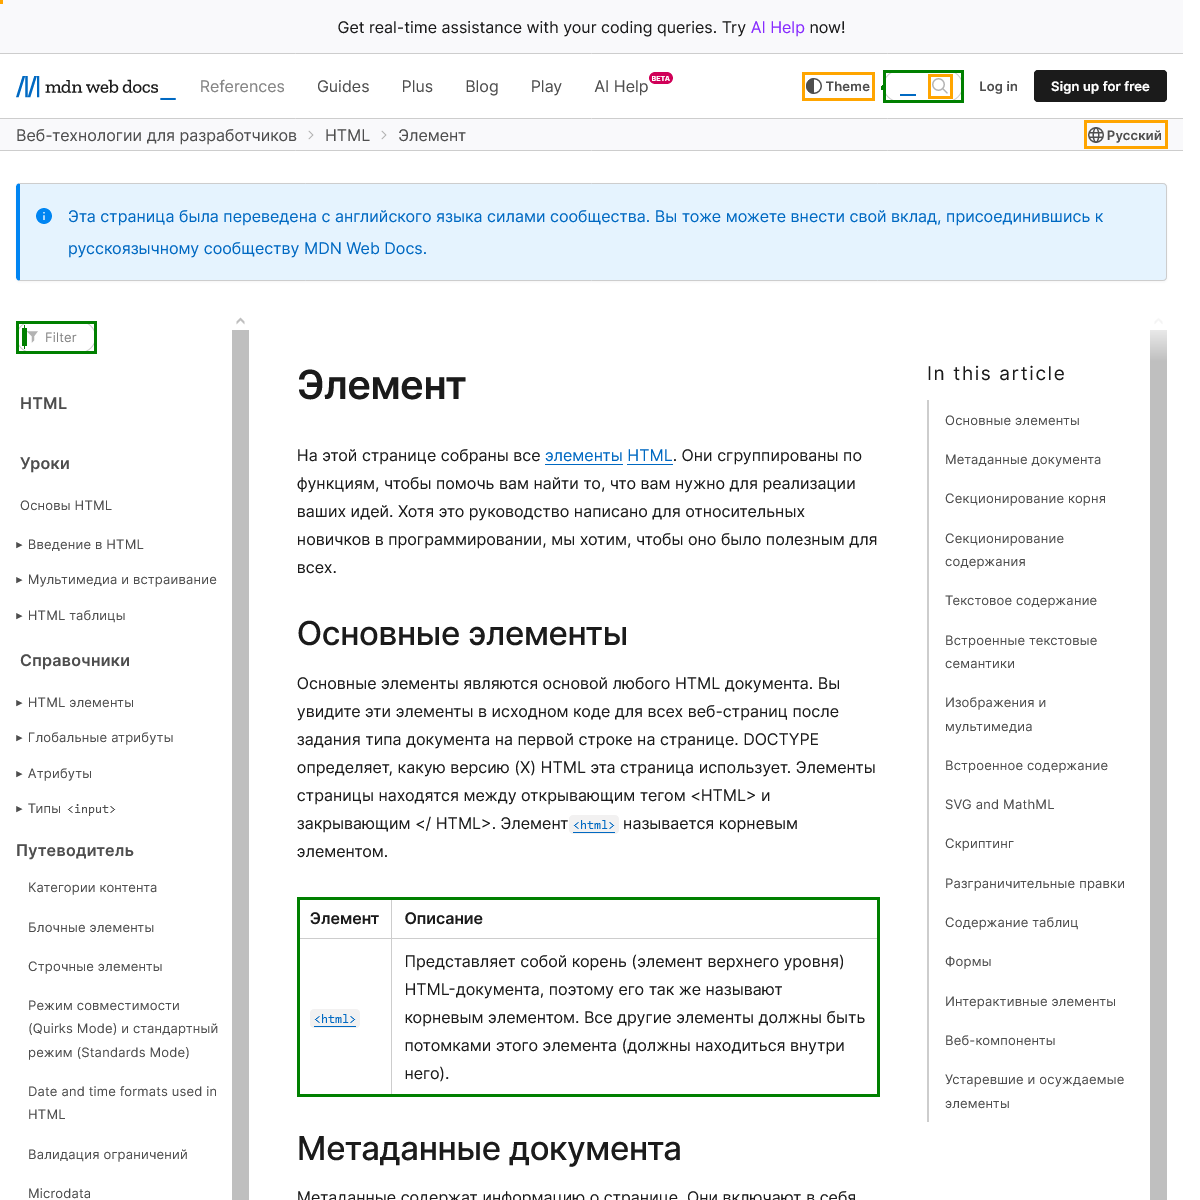 Get real-time assistance with your coding queries. Try AI Help now!
mdn web docs_
References
Guides
Plus
Blog
Play
AI Help BETA
Theme
Log in
Sign up for free
Веб-технологии для разработчиков
HTML
Элемент
Русский
Эта страница была переведена с английского языка силами сообщества. Вы тоже можете внести свой вклад, присоединившись к
русскоязычному сообществу MDN Web Docs.
Filter
HTML
Уроки
Основы HTML
Введение в HTML
Мультимедиа и встраивание
HTML таблицы
Справочники
HTML элементы
Глобальные атрибуты
Атрибуты
Типы <input>
Путеводитель
Категории контента
Блочные элементы
Строчные элементы
Режим совместимости
(Quirks Mode) и стандартный
режим (Standards Mode)
Date and time formats used in
HTML
Валидация ограничений
Microdata
Элемент
На этой странице собраны все элементы HTML. Они сгруппированы по
функциям, чтобы помочь вам найти то, что вам нужно для реализации
ваших идей. Хотя это руководство написано для относительных
новичков в программировании, мы хотим, чтобы оно было полезным для
всех.
Основные элементы
Основные элементы являются основой любого HTML документа. Вы
увидите эти элементы в исходном коде для всех веб-страниц после
задания типа документа на первой строке на странице. DOCTYPE
определяет, какую версию (X) HTML эта страница использует. Элементы
страницы находятся между открывающим тегом <HTML> и
закрывающим </ HTML>. Элемент <html> называется корневым
элементом.
Элемент
Описание
<html>
Представляет собой корень (элемент верхнего уровня)
HTML-документа, поэтому его так же называют
корневым элементом. Все другие элементы должны быть
потомками этого элемента (должны находиться внутри
него).
Метаданные документа
Метаданные содержат информацию о странице. Они включают в себя
In this article
Основные элементы
Метаданные документа
Секционирование корня
Секционирование
содержания
Текстовое содержание
Встроенные текстовые
семантики
Изображения и
мультимедиа
Встроенное содержание
SVG and MathML
Скриптинг
Разграничительные правки
Содержание таблиц
Формы
Интерактивные элементы
Веб-компоненты
Устаревшие и осуждаемые
элементы